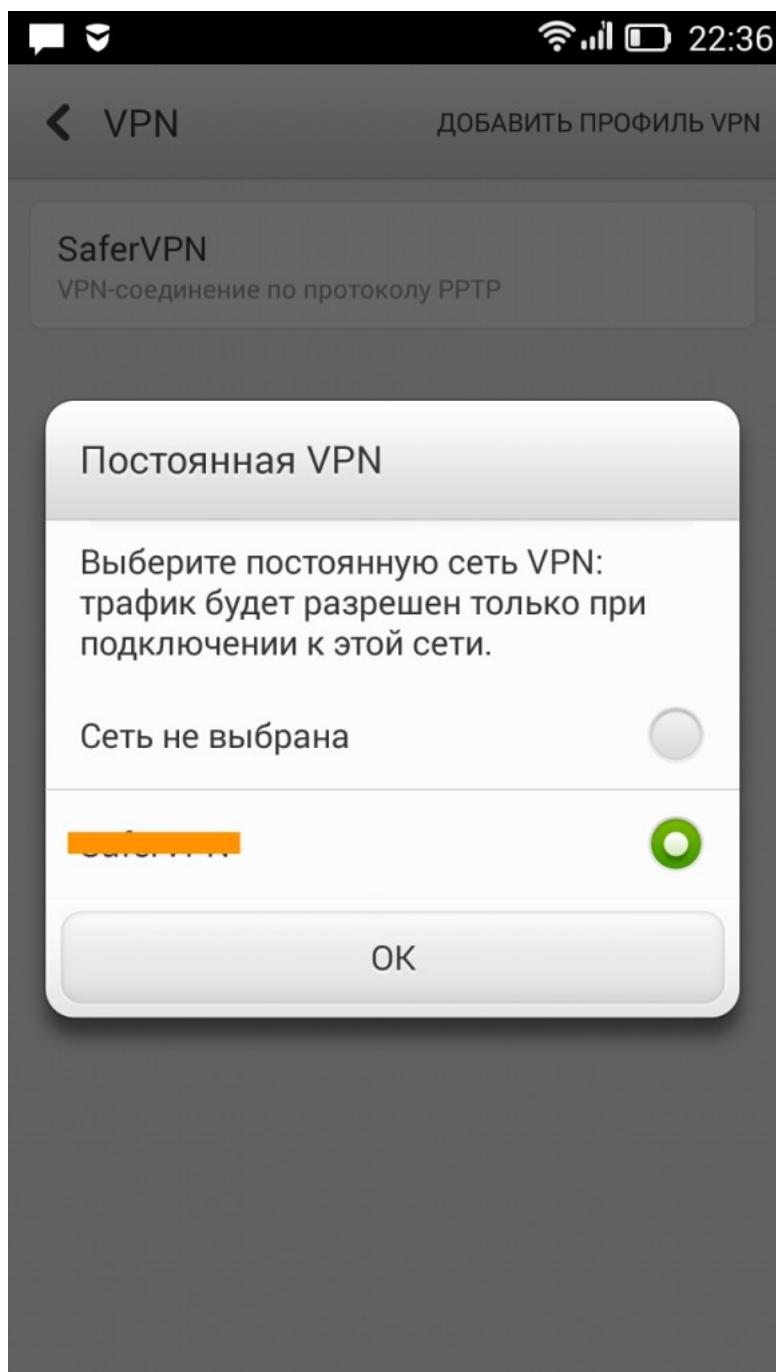 22:36
VPN
ДОБАВИТЬ ПРОФИЛЬ VPN
SaferVPN
VPN-соединение по протоколу PPTP
Постоянная VPN
Выберите постоянную сеть VPN:
трафик будет разрешен только при
подключении к этой сети.
Сеть не выбрана
OK